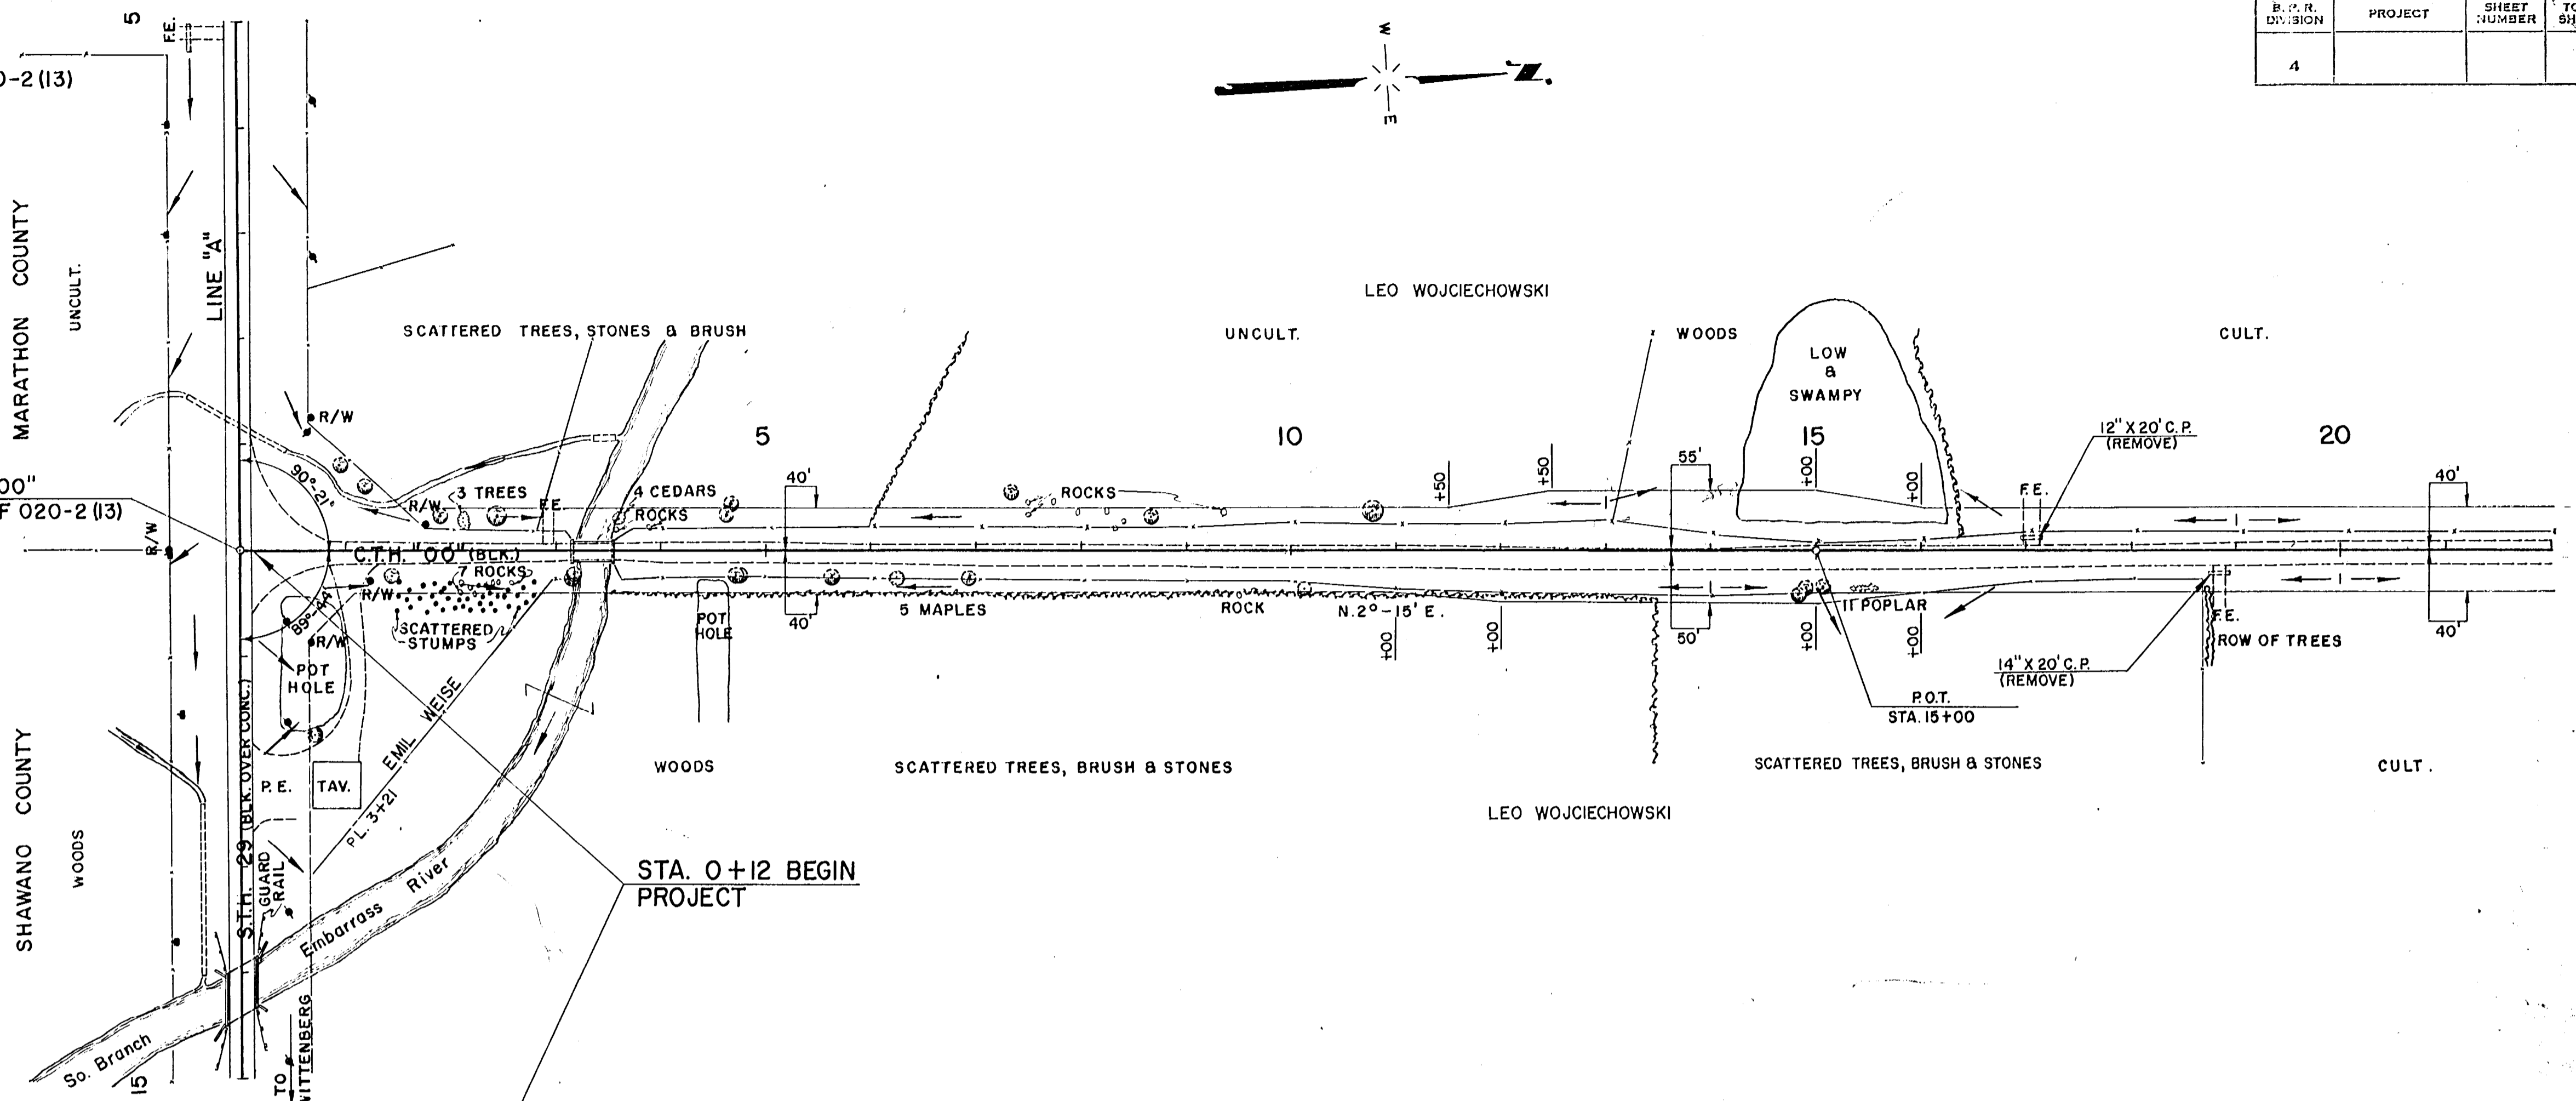 B.P.R. DIVISION
PROJECT
SHEET NUMBER
4
5
F.E.
0-2 (13)
W
N.
E
MARATHON COUNTY
UNCULT.
LINE "A"
LEO WOJCIECHOWSKI
SCATTERED TREES, STONES & BRUSH
UNCULT.
WOODS
LOW
&
SWAMPY
CULT.
R/W
5
10
15
20
12" X 20' C.P.
(REMOVE)
90°-21'
00"
F 020-2 (13)
R/W
3 TREES
F.E.
4 CEDARS
ROCKS
40'
ROCKS
+50
+50
55'
+00
+00
F.E.
40'
R/W
C.T.H. "OO" (BLK.)
7 ROCKS
R/W
89°-44'
SCATTERED
STUMPS
R/W
POT
HOLE
POT
HOLE
40'
5 MAPLES
ROCK
N. 2°-15' E.
+00
+00
50'
+00
11 POPLAR
+00
F.E.
ROW OF TREES
40'
14" X 20' C.P.
(REMOVE)
P.O.T.
STA. 15+00
SHAWANO COUNTY
WOODS
S.T.H. 29 (BLK. OVER CONC.)
P.E.
TAV.
EMIL WEISE
P.L. 3+21
WOODS
SCATTERED TREES, BRUSH & STONES
SCATTERED TREES, BRUSH & STONES
CULT.
LEO WOJCIECHOWSKI
GUARD
RAIL
STA. 0+12 BEGIN
PROJECT
So. Branch Embarrass River
15
TO
WITTENBERG